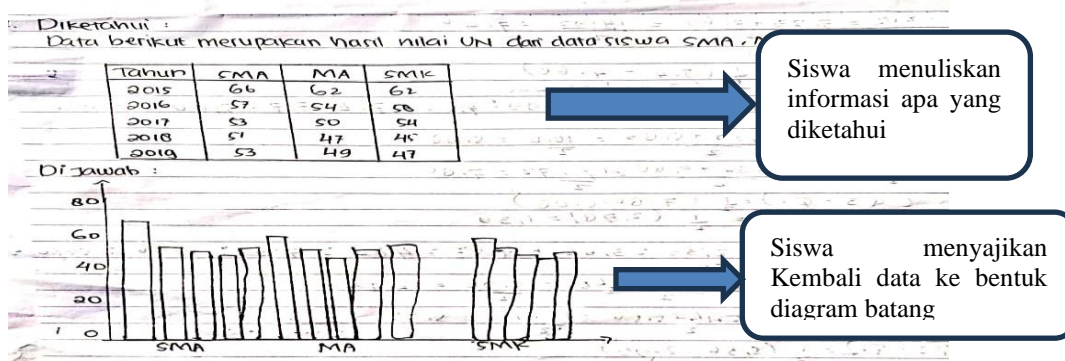 Diketahui :
Data berikut merupakan hasil nilai UN dari data siswa SMA,
Tahun SMA MA SMK
2015 66 62 62
2016 57 54 58
2017 53 50 54
2018 51 47 45
2019 53 49 47
Siswa menuliskan
informasi apa yang
diketahui
Di Jawab :
80
60
40
20
0
SMA MA SMK
Siswa menyajikan
Kembali data ke bentuk
diagram batang